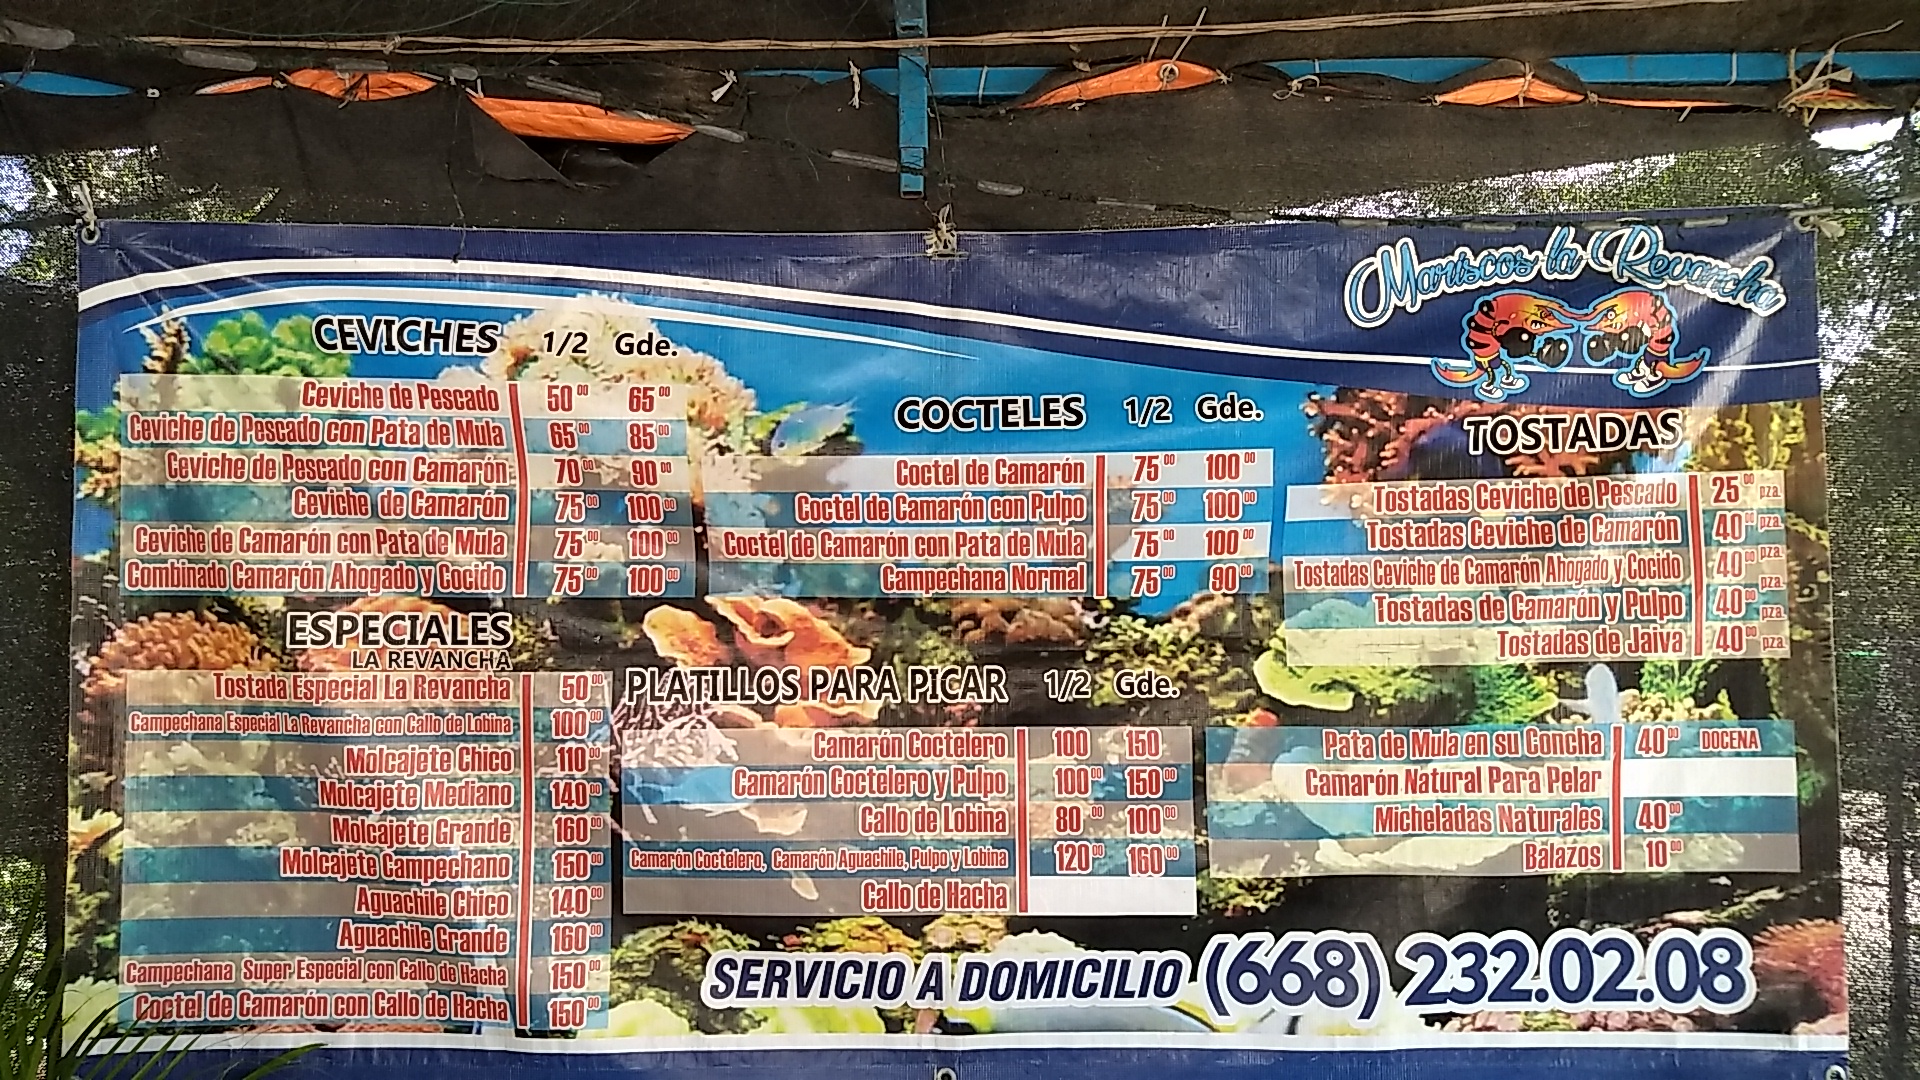 Mariscos la Revancha
CEVICHES 1/2 Gde.
Ceviche de Pescado 50⁰⁰ 65⁰⁰
Ceviche de Pescado con Pata de Mula 65⁰⁰ 85⁰⁰
Ceviche de Pescado con Camarón 70⁰⁰ 90⁰⁰
Ceviche de Camarón 75⁰⁰ 100⁰⁰
Ceviche de Camarón con Pata de Mula 75⁰⁰ 100⁰⁰
Combinado Camarón Ahogado y Cocido 75⁰⁰ 100⁰⁰
ESPECIALES
LA REVANCHA
Tostada Especial La Revancha 50⁰⁰
Campechana Especial La Revancha con Callo de Lobina 100⁰⁰
Molcajete Chico 110⁰⁰
Molcajete Mediano 140⁰⁰
Molcajete Grande 160⁰⁰
Molcajete Campechano 150⁰⁰
Aguachile Chico 140⁰⁰
Aguachile Grande 160⁰⁰
Campechana Super Especial con Callo de Hacha 150⁰⁰
Coctel de Camarón con Callo de Hacha 150⁰⁰
COCTELES 1/2 Gde.
Coctel de Camarón 75⁰⁰ 100⁰⁰
Coctel de Camarón con Pulpo 75⁰⁰ 100⁰⁰
Coctel de Camarón con Pata de Mula 75⁰⁰ 100⁰⁰
Campechana Normal 75⁰⁰ 90⁰⁰
PLATILLOS PARA PICAR 1/2 Gde.
Camarón Coctelero 100 150
Camarón Coctelero y Pulpo 100⁰⁰ 150⁰⁰
Callo de Lobina 80⁰⁰ 100⁰⁰
Camarón Coctelero, Camarón Aguachile, Pulpo y Lobina 120⁰⁰ 160⁰⁰
Callo de Hacha
TOSTADAS
Tostadas Ceviche de Pescado 25⁰⁰ pza.
Tostadas Ceviche de Camarón 40⁰⁰ pza.
Tostadas Ceviche de Camarón Ahogado y Cocido 40⁰⁰ pza.
Tostadas de Camarón y Pulpo 40⁰⁰ pza.
Tostadas de Jaiva 40⁰⁰ pza.
Pata de Mula en su Concha 40⁰⁰ DOCENA
Camarón Natural Para Pelar
Micheladas Naturales 40⁰⁰
Balazos 10⁰⁰
SERVICIO A DOMICILIO (668) 232.02.08